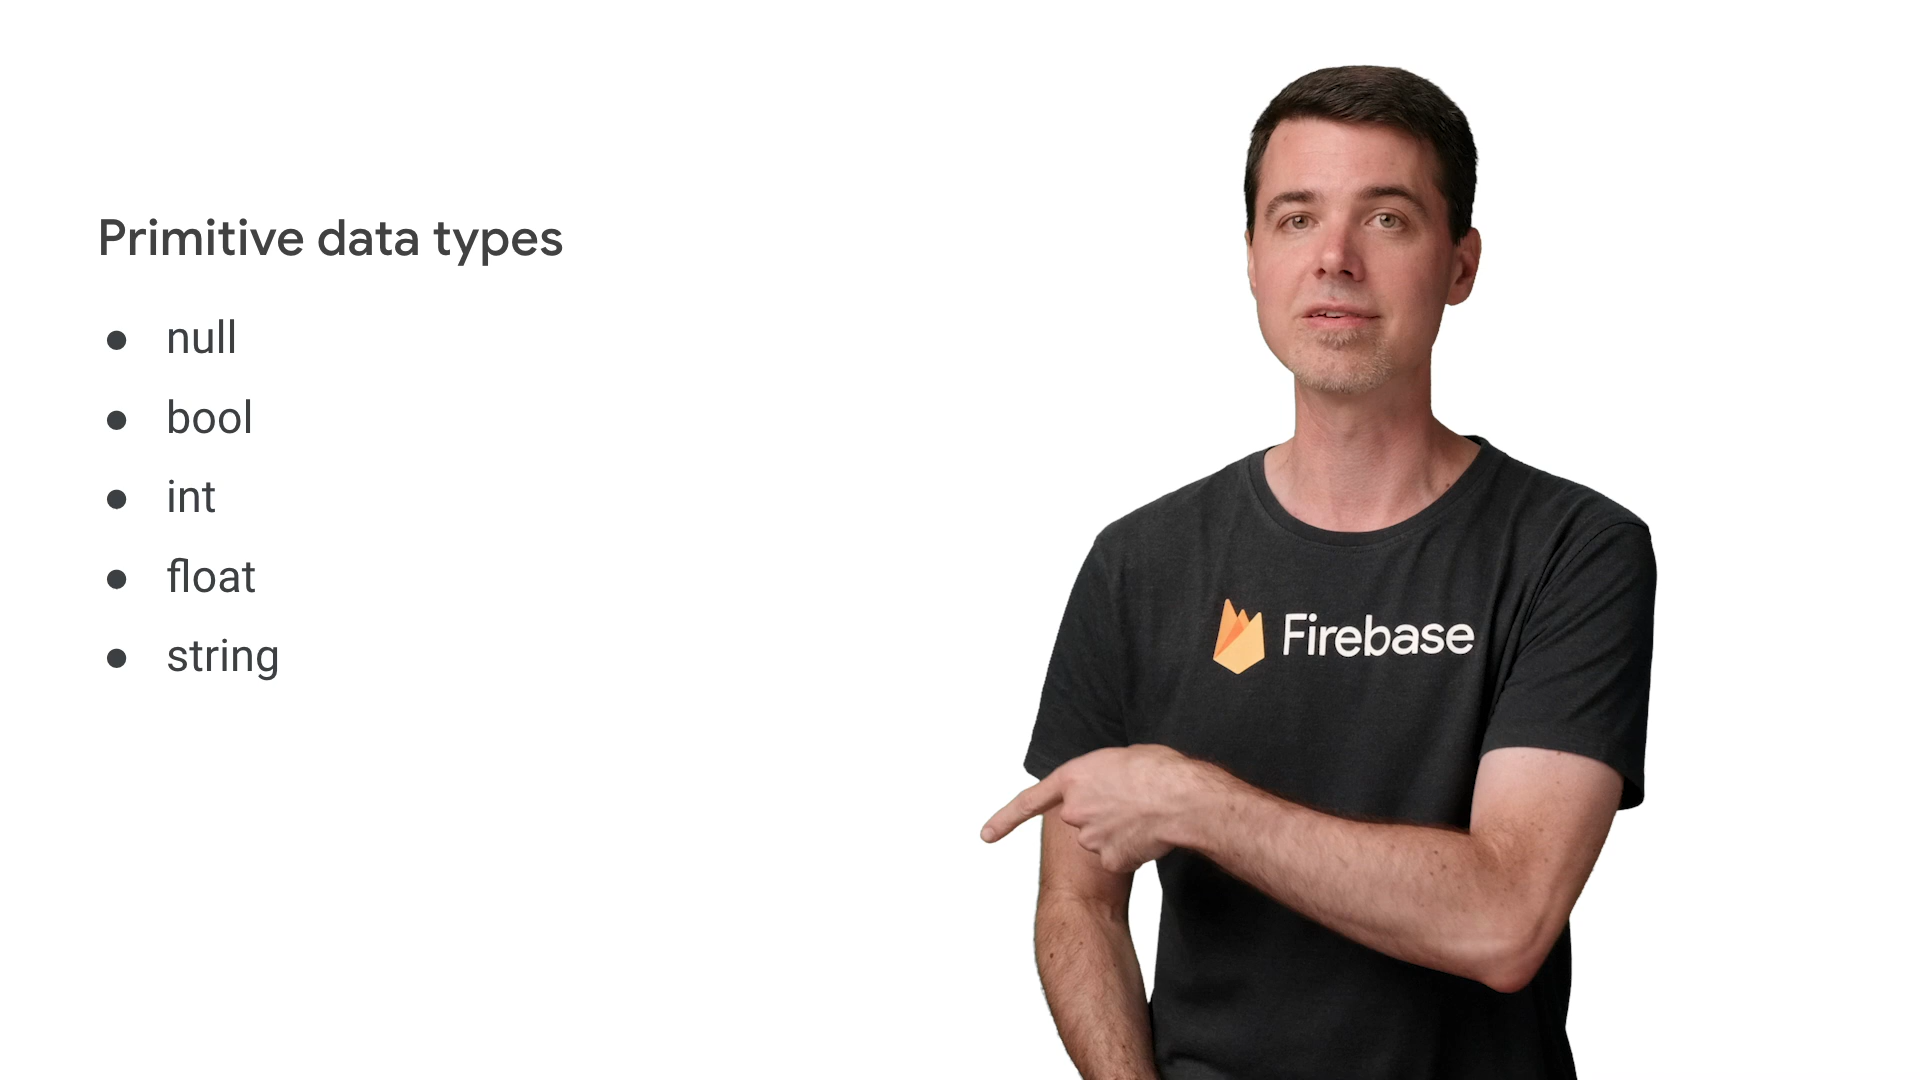 Primitive data types
● null
● bool
● int
● float
● string
Firebase